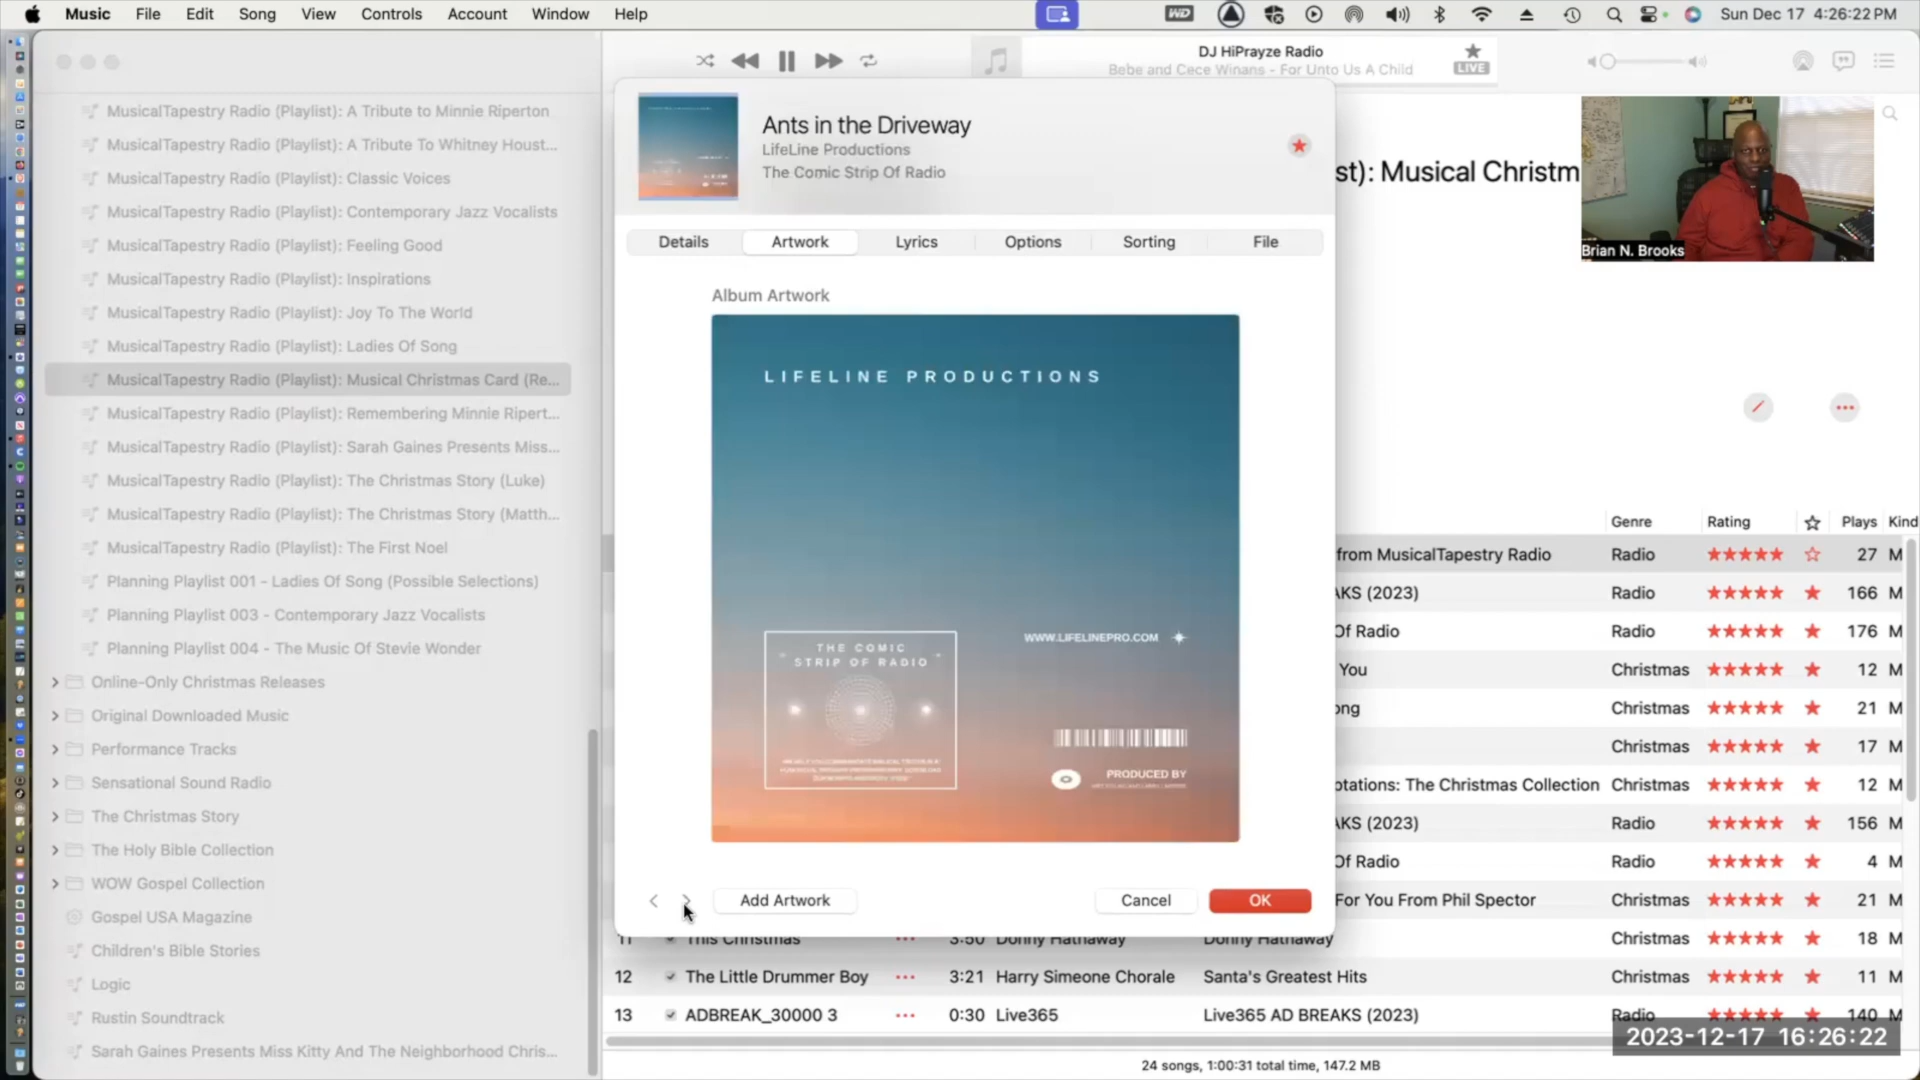 Music File Edit Song View Controls Account Window Help
WD
Sun Dec 17 4:26:22 PM
DJ HiPrayze Radio
Bebe and Cece Winans - For Unto Us A Child
LIVE
MusicalTapestry Radio (Playlist): A Tribute to Minnie Riperton
MusicalTapestry Radio (Playlist): A Tribute To Whitney Houst...
MusicalTapestry Radio (Playlist): Classic Voices
MusicalTapestry Radio (Playlist): Contemporary Jazz Vocalists
MusicalTapestry Radio (Playlist): Feeling Good
MusicalTapestry Radio (Playlist): Inspirations
MusicalTapestry Radio (Playlist): Joy To The World
MusicalTapestry Radio (Playlist): Ladies Of Song
MusicalTapestry Radio (Playlist): Musical Christmas Card (Re...
MusicalTapestry Radio (Playlist): Remembering Minnie Ripert...
MusicalTapestry Radio (Playlist): Sarah Gaines Presents Miss...
MusicalTapestry Radio (Playlist): The Christmas Story (Luke)
MusicalTapestry Radio (Playlist): The Christmas Story (Matth...
MusicalTapestry Radio (Playlist): The First Noel
Planning Playlist 001 - Ladies Of Song (Possible Selections)
Planning Playlist 003 - Contemporary Jazz Vocalists
Planning Playlist 004 - The Music Of Stevie Wonder
Online-Only Christmas Releases
Original Downloaded Music
Performance Tracks
Sensational Sound Radio
The Christmas Story
The Holy Bible Collection
WOW Gospel Collection
Gospel USA Magazine
Children's Bible Stories
Logic
Rustin Soundtrack
Sarah Gaines Presents Miss Kitty And The Neighborhood Chris...
Ants in the Driveway
LifeLine Productions
The Comic Strip Of Radio
Details Artwork Lyrics Options Sorting File
Album Artwork
LIFELINE PRODUCTIONS
THE COMIC
STRIP OF RADIO
WWW.LIFELINEPRO.COM
PRODUCED BY
Add Artwork Cancel OK
st): Musical Christm
Brian N. Brooks
Genre Rating Plays Kind
from MusicalTapestry Radio Radio 27 M
AKS (2023) Radio 166 M
Of Radio Radio 176 M
You Christmas 12 M
ong Christmas 21 M
Christmas 17 M
ptations: The Christmas Collection Christmas 12 M
AKS (2023) Radio 156 M
Of Radio Radio 4 M
For You From Phil Spector Christmas 21 M
11 This Christmas 3:50 Donny Hathaway Donny Hathaway Christmas 18 M
12 The Little Drummer Boy 3:21 Harry Simeone Chorale Santa's Greatest Hits Christmas 11 M
13 ADBREAK_30000 3 0:30 Live365 Live365 AD BREAKS (2023) Radio 140 M
2023-12-17 16:26:22
24 songs, 1:00:31 total time, 147.2 MB